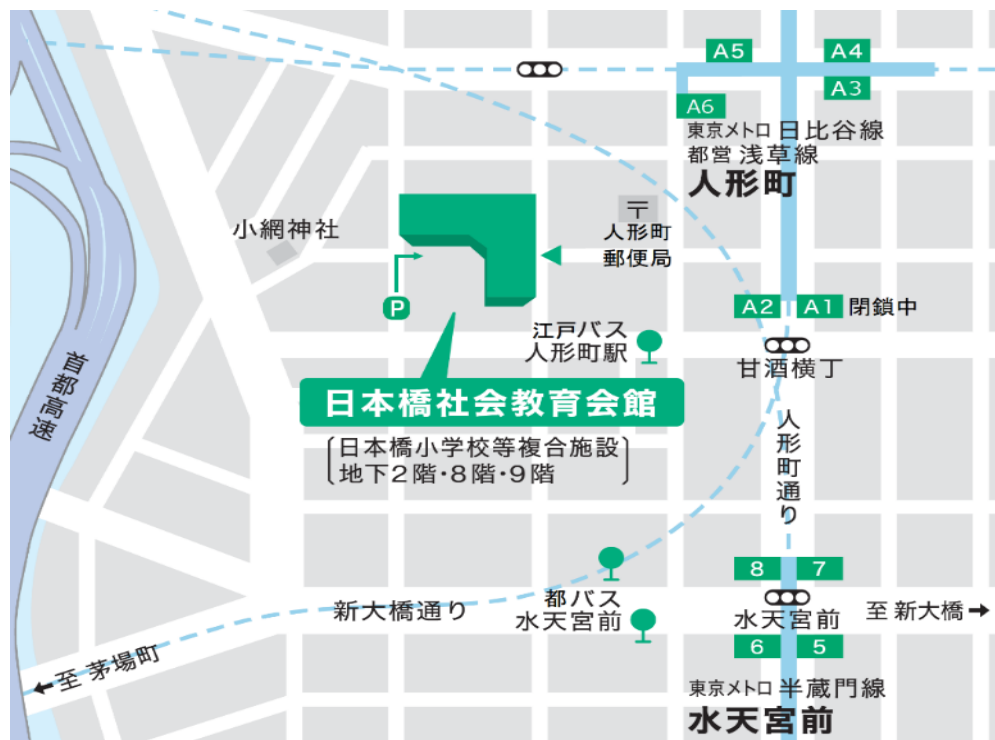 A5
A4
A3
A6
東京メトロ 日比谷線
都営 浅草線
人形町
小網神社
〒
人形町
郵便局
P
A2
A1
閉鎖中
江戸バス
人形町駅
甘酒横丁
首都高速
日本橋社会教育会館
日本橋小学校等複合施設
地下2階・8階・9階
人形町通り
8
7
都バス
水天宮前
新大橋通り
水天宮前
至 新大橋→
6
5
←至 茅場町
東京メトロ 半蔵門線
水天宮前